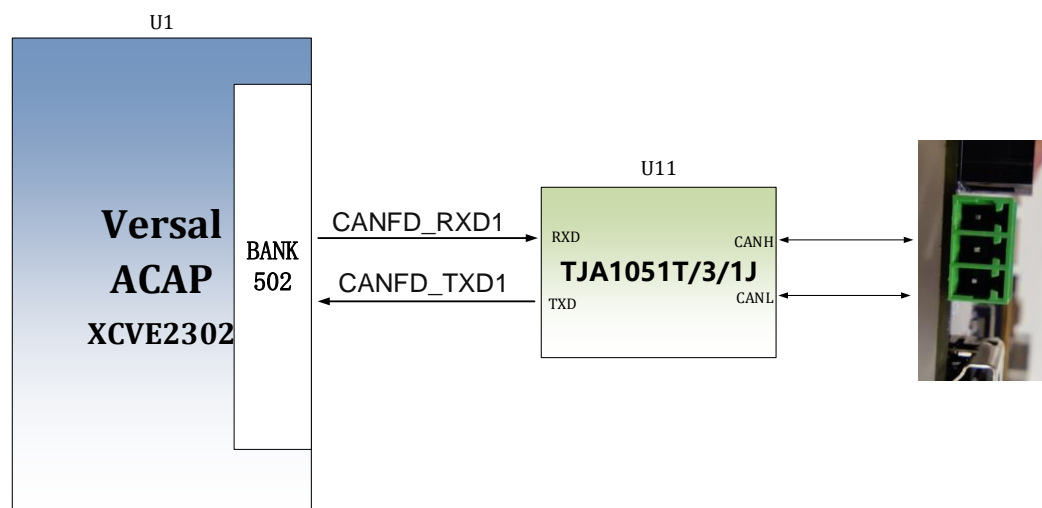 U1
Versal
ACAP
XCVE2302
BANK
502
CANFD_RXD1
CANFD_TXD1
U11
RXD
CANH
TJA1051T/3/1J
TXD
CANL